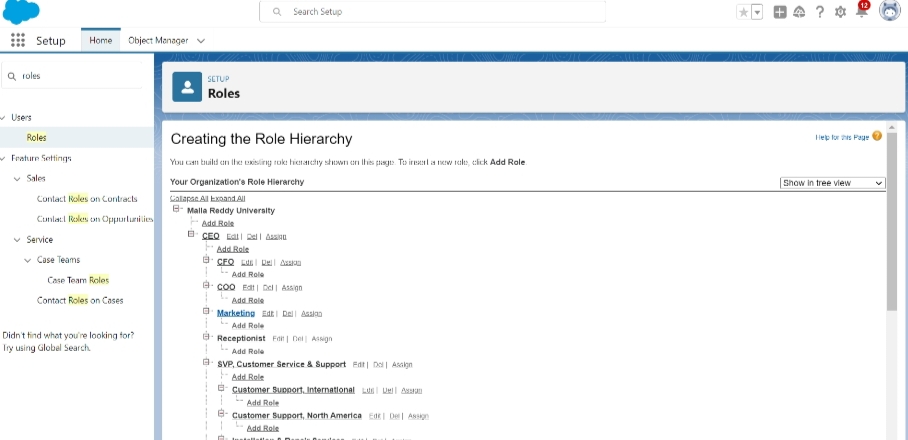 Search Setup
12
Setup
Home
Object Manager
roles
Users
Roles
Feature Settings
Sales
Contact Roles on Contracts
Contact Roles on Opportunities
Service
Case Teams
Case Team Roles
Contact Roles on Cases
Didn't find what you're looking for?
Try using Global Search.
SETUP
Roles
Creating the Role Hierarchy
Help for this Page
You can build on the existing role hierarchy shown on this page. To insert a new role, click Add Role.
Your Organization's Role Hierarchy
Show in tree view
Collapse All Expand All
Malla Reddy University
Add Role
CEO Edit | Del | Assign
Add Role
CFO Edit | Del | Assign
Add Role
COO Edit | Del | Assign
Add Role
Marketing Edit | Del | Assign
Add Role
Receptionist Edit | Del | Assign
Add Role
SVP, Customer Service & Support Edit | Del | Assign
Add Role
Customer Support, International Edit | Del | Assign
Add Role
Customer Support, North America Edit | Del | Assign
Add Role
Installation & Repair Services